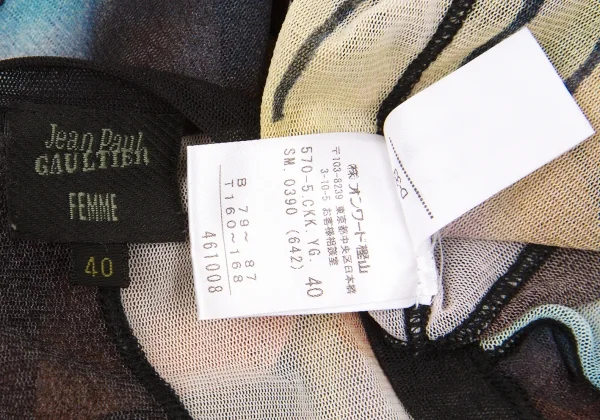 Jean Paul
GAULTIER
FEMME
40
㈱オンワード樫山
〒103-8239 東京都中央区日本橋
3-10-5 お客様相談室
570-5.CKK.YG. 40
SM. 0390 (642)
B 79~ 87
T160~168
461008